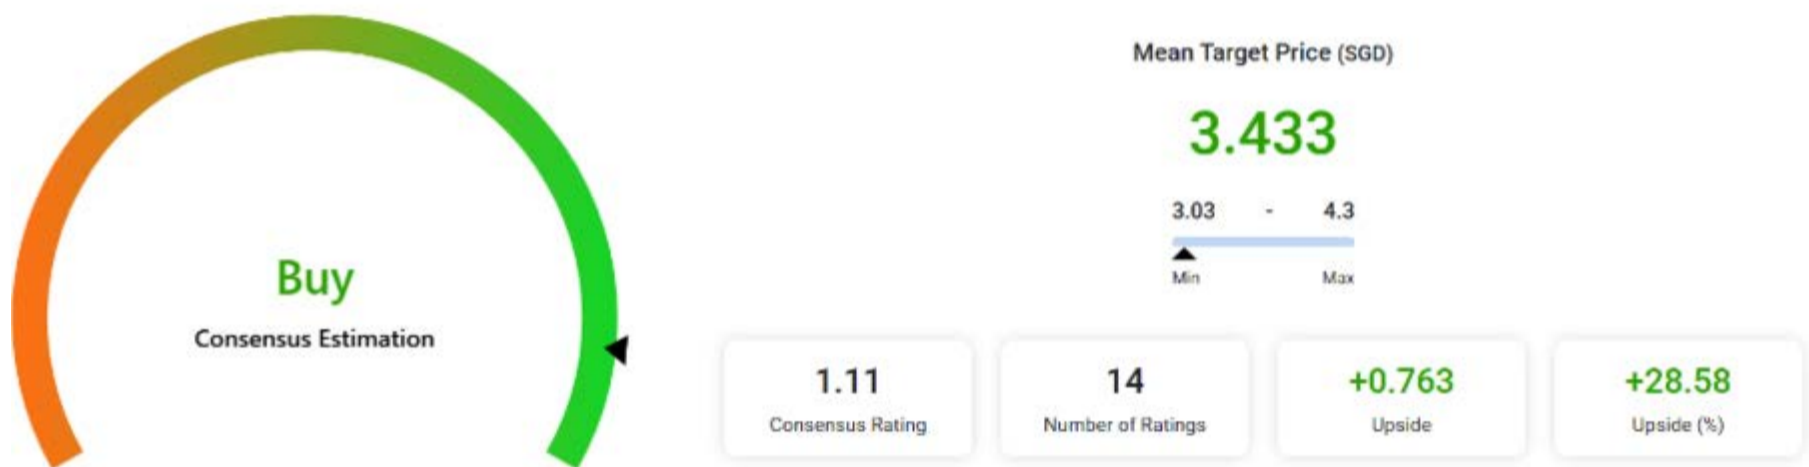 Buy
Consensus Estimation
Mean Target Price (SGD)
3.433
3.03 - 4.3
Min Max
1.11
Consensus Rating
14
Number of Ratings
+0.763
Upside
+28.58
Upside (%)